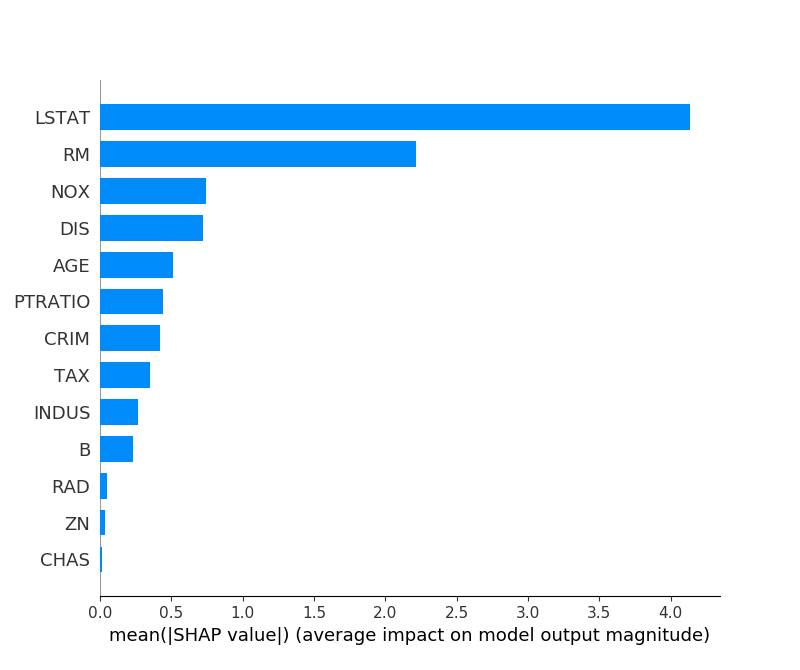 LSTAT
RM
NOX
DIS
AGE
PTRATIO
CRIM
TAX
INDUS
B
RAD
ZN
CHAS
0.0 0.5 1.0 1.5 2.0 2.5 3.0 3.5 4.0
mean(|SHAP value|) (average impact on model output magnitude)